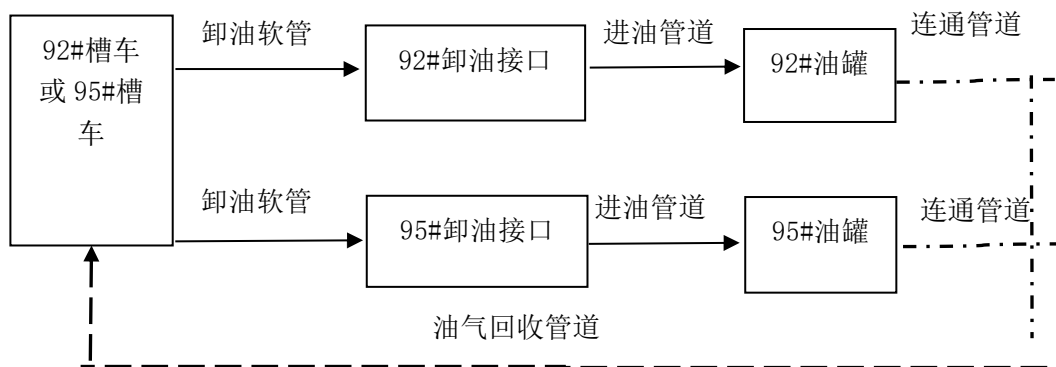 92#槽车
或 95#槽
车
卸油软管
92#卸油接口
进油管道
92#油罐
连通管道
卸油软管
95#卸油接口
进油管道
95#油罐
连通管道
油气回收管道